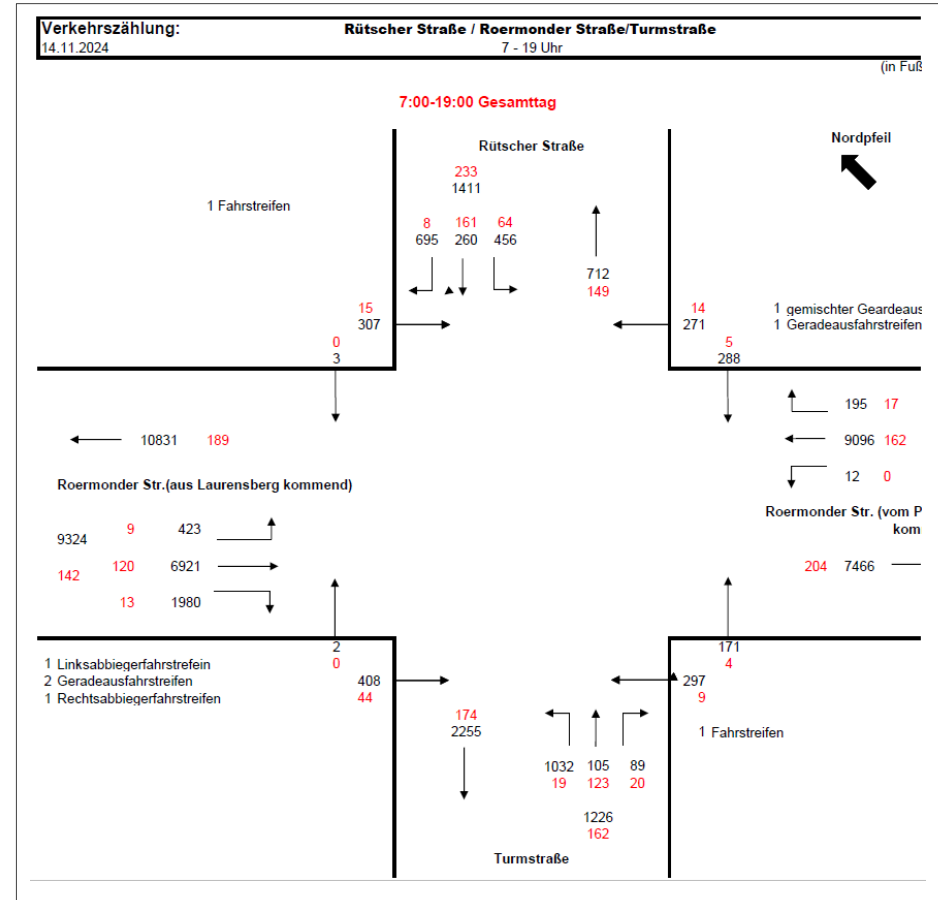 Verkehrszählung: Rütscher Straße / Roermonder Straße/Turmstraße
14.11.2024 7 - 19 Uhr
(in Fuß
7:00-19:00 Gesamttag
Rütscher Straße
Nordpfeil
233
1411
1 Fahrstreifen
8 161 64
695 260 456
712
149
15
307
0
3
14
271
5
288
1 gemischter Geardeaus
1 Geradeausfahrstreifen
195 17
10831 189
9096 162
12 0
Roermonder Str.(aus Laurensberg kommend)
Roermonder Str. (vom P
kom
9 423
9324
120 6921
142
13 1980
204 7466
2
0
171
4
1 Linksabbiegerfahrstrefein
2 Geradeausfahrstreifen
1 Rechtsabbiegerfahrstreifen
408
44
297
9
174
2255
1 Fahrstreifen
1032 105 89
19 123 20
1226
162
Turmstraße